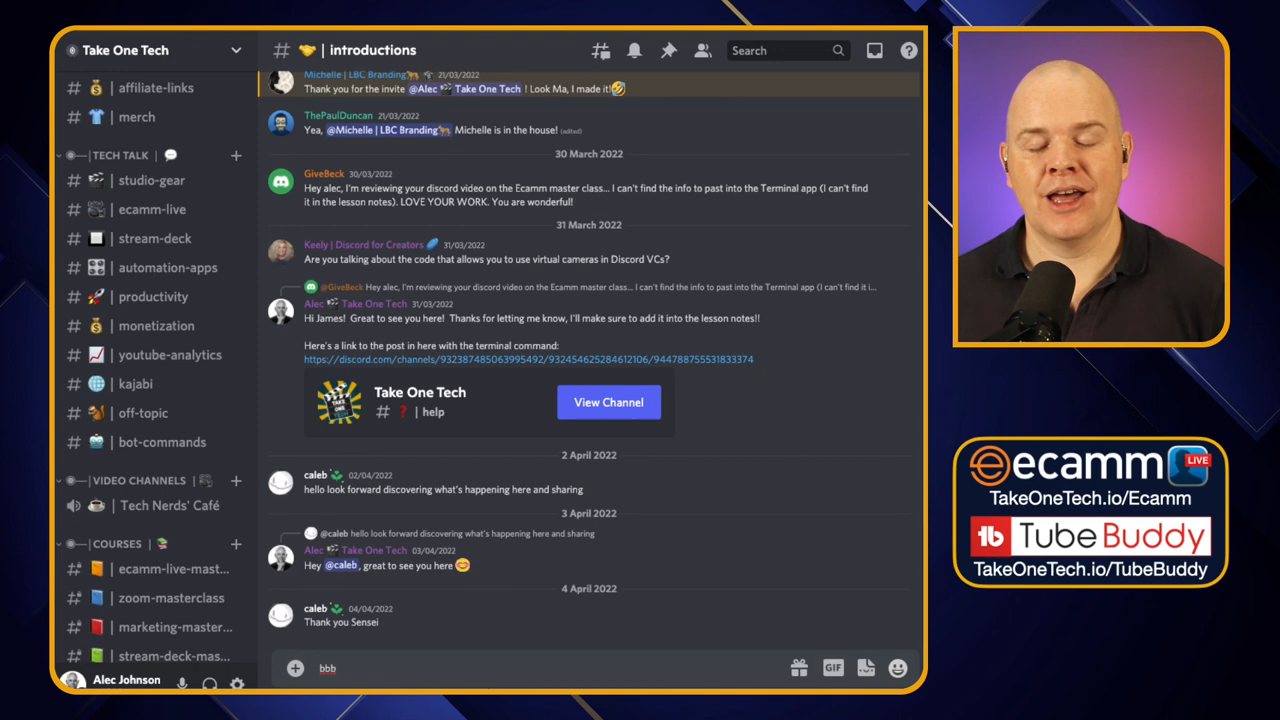 Take One Tech
affiliate-links
merch
TECH TALK
studio-gear
ecamm-live
stream-deck
automation-apps
productivity
monetization
youtube-analytics
kajabi
off-topic
bot-commands
VIDEO CHANNELS
Tech Nerds' Café
COURSES
ecamm-live-mast...
zoom-masterclass
marketing-master...
stream-deck-mas...
Alec Johnson
# | introductions
Search
Michelle | LBC Branding 21/03/2022
Thank you for the invite @Alec Take One Tech ! Look Ma, I made it!
ThePaulDuncan 21/03/2022
Yea, @Michelle | LBC Branding Michelle is in the house! (edited)
30 March 2022
GiveBeck 30/03/2022
Hey alec, I'm reviewing your discord video on the Ecamm master class... I can't find the info to past into the Terminal app (I can't find
it in the lesson notes). LOVE YOUR WORK. You are wonderful!
31 March 2022
Keely | Discord for Creators 31/03/2022
Are you talking about the code that allows you to use virtual cameras in Discord VCs?
@GiveBeck Hey alec, I'm reviewing your discord video on the Ecamm master class... I can't find the info to past into the Terminal app (I can't find it i...
Alec Take One Tech 31/03/2022
Hi James! Great to see you here! Thanks for letting me know, I'll make sure to add it into the lesson notes!!
Here's a link to the post in here with the terminal command:
https://discord.com/channels/932387485063995492/932454625284612106/944788755531833374
Take One Tech
# | help
View Channel
2 April 2022
caleb 02/04/2022
hello look forward discovering what's happening here and sharing
3 April 2022
@caleb hello look forward discovering what's happening here and sharing
Alec Take One Tech 03/04/2022
Hey @caleb, great to see you here
4 April 2022
caleb 04/04/2022
Thank you Sensei
bbb
GIF
ecamm LIVE
TakeOneTech.io/Ecamm
tb TubeBuddy
TakeOneTech.io/TubeBuddy